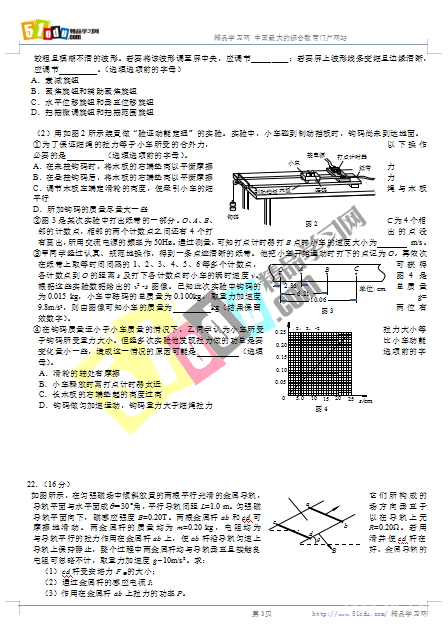 51edu.com 精品学习网
精品学习网 中国最大的综合教育门户网站
较粗且模糊不清的波形。若要将该波形调至屏中央，应调节________；若要屏上波形线条变细且边缘清晰，
应调节________。（选填选项前的字母）
A．衰减旋钮
B．聚焦旋钮和辅助聚焦旋钮
C．水平位移旋钮和垂直位移旋钮
D．扫描微调旋钮和扫描范围旋钮
（2）用如图2所示装置做“验证动能定理”的实验。实验中，小车碰到制动挡板时，钩码尚未到达地面。
①为了保证细绳的拉力等于小车所受的合外力，以下操作
必要的是________（选填选项前的字母）。
A．在未挂钩码时，将木板的右端垫高以平衡摩擦力
B．在悬挂钩码后，将木板的右端垫高以平衡摩擦力
C．调节木板左端定滑轮的高度，使牵引小车的细绳与木板
平行
D．所加钩码的质量尽量大一些
接电源
打点计时器
小车
纸带
细绳
钩码
图2
②图3是某次实验中打出纸带的一部分。O、A、B、C为4个相
邻的计数点，相邻的两个计数点之间还有4个打出的点没
有画出，所用交流电源的频率为50Hz。通过测量，可知打点计时器打B点时小车的速度大小为________m/s。
③甲同学经过认真、规范地操作，得到一条点迹清晰的纸带。他把小车开始运动时打下的点记为O，再依次
在纸带上取等时间间隔的1、2、3、4、5、6等多个计数点，可获得
各计数点到O的距离s及打下各计数点时小车的瞬时速度v。图4是
根据这些实验数据绘出的v²-s图像。已知此次实验中钩码的总质量
为0.015 kg，小车中砝码的总质量为0.100kg，取重力加速度g=
9.8m/s²，则由图像可知小车的质量为________kg（结果保留两位有
效数字）。
O
A
B
C
2.86
6.21
10.06
单位: cm
图3
④在钩码质量远小于小车质量的情况下，乙同学认为小车所受拉力大小等
于钩码所受重力大小。但经多次实验他发现拉力做的功总是要比小车动能
变化量小一些，造成这一情况的原因可能是________（选填选项前的字
母）。
A．滑轮的轴处有摩擦
B．小车释放时离打点计时器太近
C．长木板的右端垫起的高度过高
D．钩码做匀加速运动，钩码重力大于细绳拉力
0.25
0.20
0.15
0.10
0.05
0
5.0
10
15
20
25
s/cm
图4
22．（16分）
如图所示，在匀强磁场中倾斜放置的两根平行光滑的金属导轨，它们所构成的
导轨平面与水平面成θ=30°角，平行导轨间距L=1.0 m。匀强磁场方向垂直于
导轨平面向下，磁感应强度B=0.20T。两根金属杆ab和cd可以在导轨上无
摩擦地滑动。两金属杆的质量均为m=0.20 kg，电阻均为R=0.20Ω。若用
与导轨平行的拉力作用在金属杆ab上，使ab杆沿导轨匀速上滑并使cd杆在
导轨上保持静止，整个过程中两金属杆均与导轨垂直且接触良好。金属导轨的
电阻可忽略不计，取重力加速度g=10m/s²。求：
（1）cd杆受安培力F安的大小；
（2）通过金属杆的感应电流I；
（3）作用在金属杆ab上拉力的功率P。
a
b
c
d
B
第 3页
http://www.51edu.com/